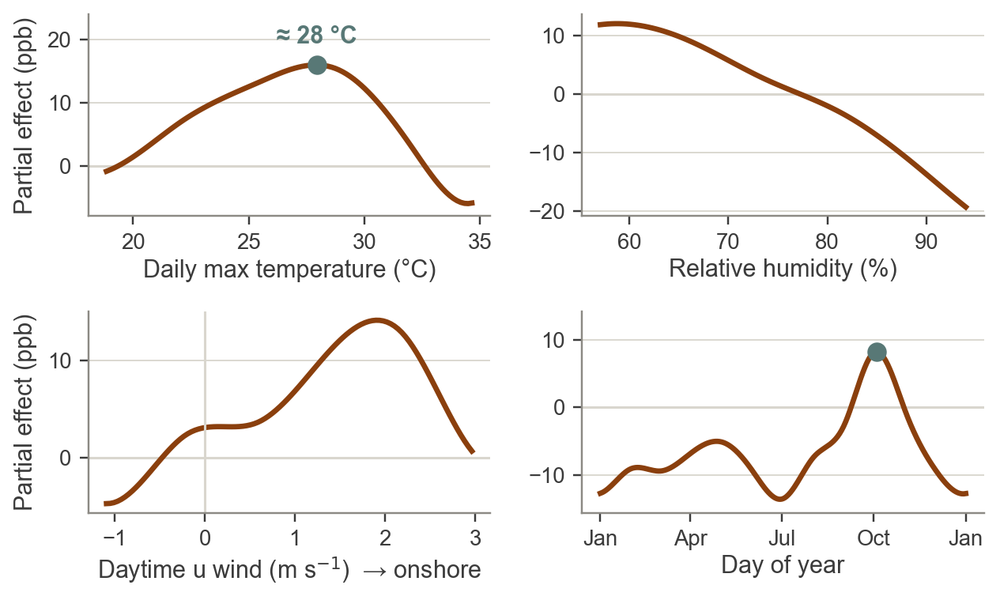 ≈ 28 °C
Partial effect (ppb)
20
10
0
20
25
30
35
Daily max temperature (°C)
10
0
−10
−20
60
70
80
90
Relative humidity (%)
Partial effect (ppb)
10
0
−1
0
1
2
3
Daytime u wind (m s⁻¹) → onshore
10
0
−10
Jan
Apr
Jul
Oct
Jan
Day of year